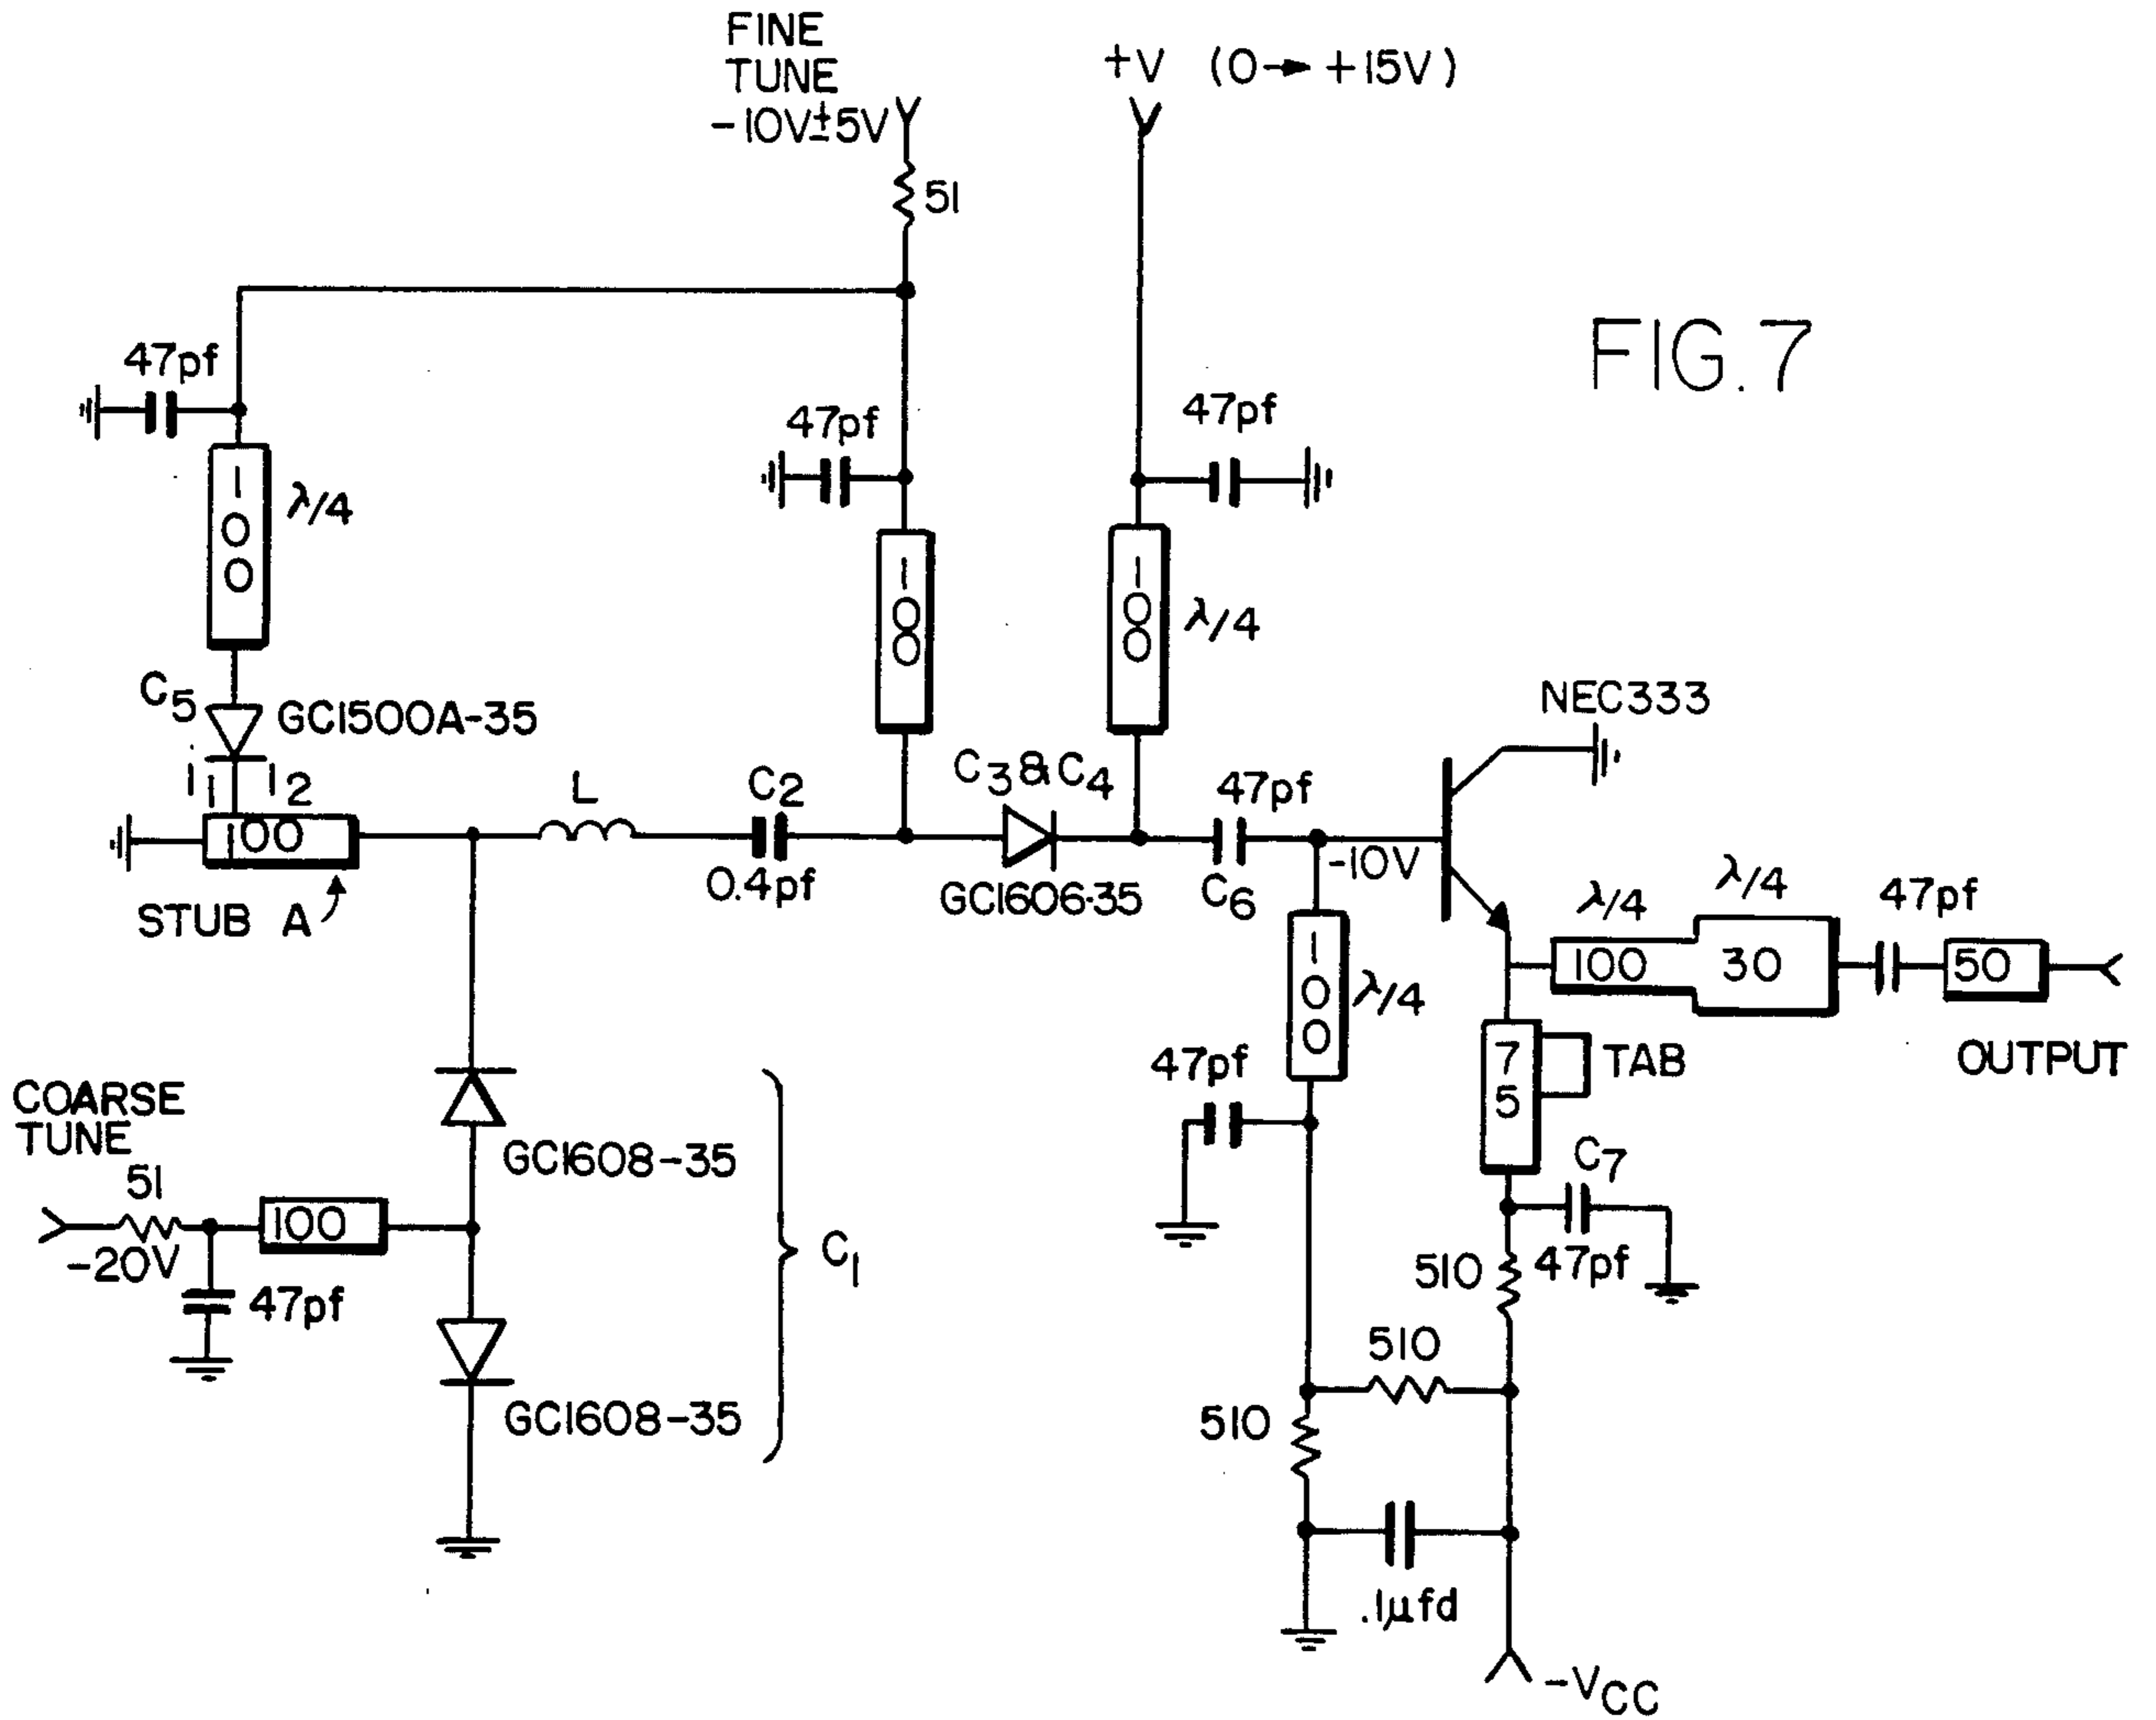 FINE
TUNE
-10V±5V
+V (0→ +15V)
51
FIG. 7
47pf
100
λ/4
47pf
100
47pf
100
λ/4
C5
GC1500A-35
l1
l2
100
STUB A
L
C2
0.4pf
C3 & C4
GC1606-35
47pf
C6
-10V
NEC333
100
λ/4
47pf
λ/4
100
λ/4
30
47pf
50
OUTPUT
75
TAB
C7
47pf
510
510
510
.1µfd
-VCC
COARSE
TUNE
51
-20V
100
47pf
GC1608-35
GC1608-35
C1